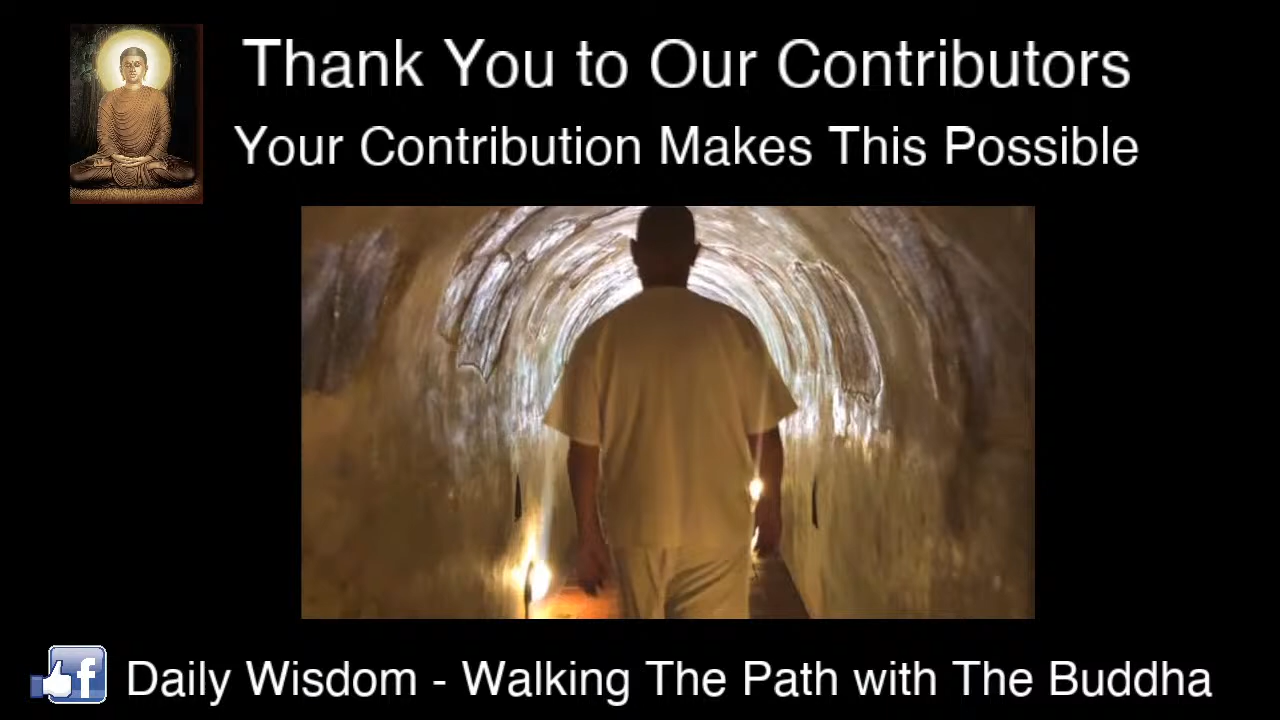 Thank You to Our Contributors
Your Contribution Makes This Possible
f
Daily Wisdom - Walking The Path with The Buddha